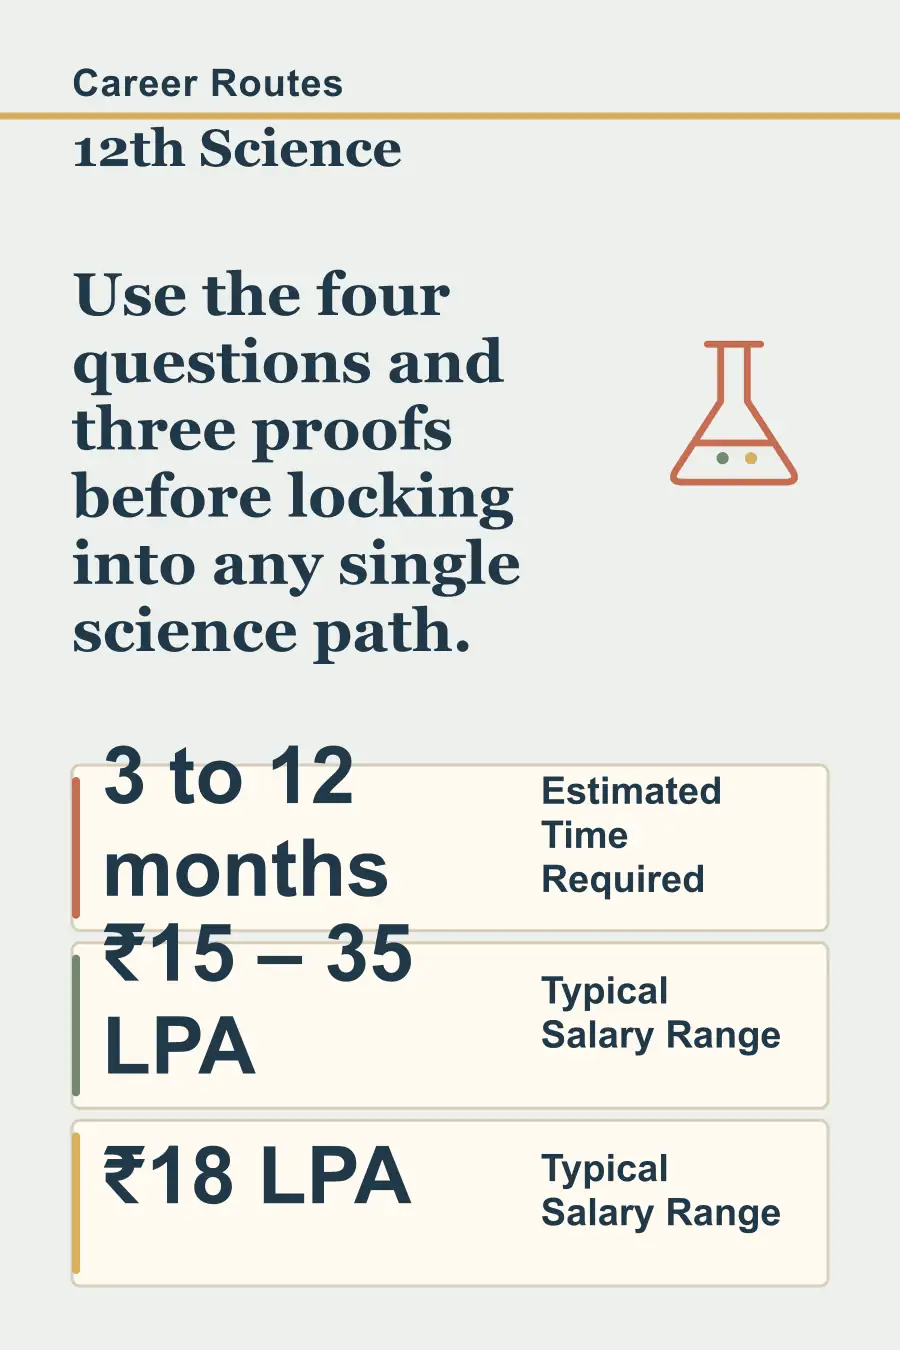 Career Routes
12th Science
Use the four
questions and
three proofs
before locking
into any single
science path.
3 to 12
months
Estimated
Time
Required
₹15 – 35
LPA
Typical
Salary Range
₹18 LPA
Typical
Salary Range